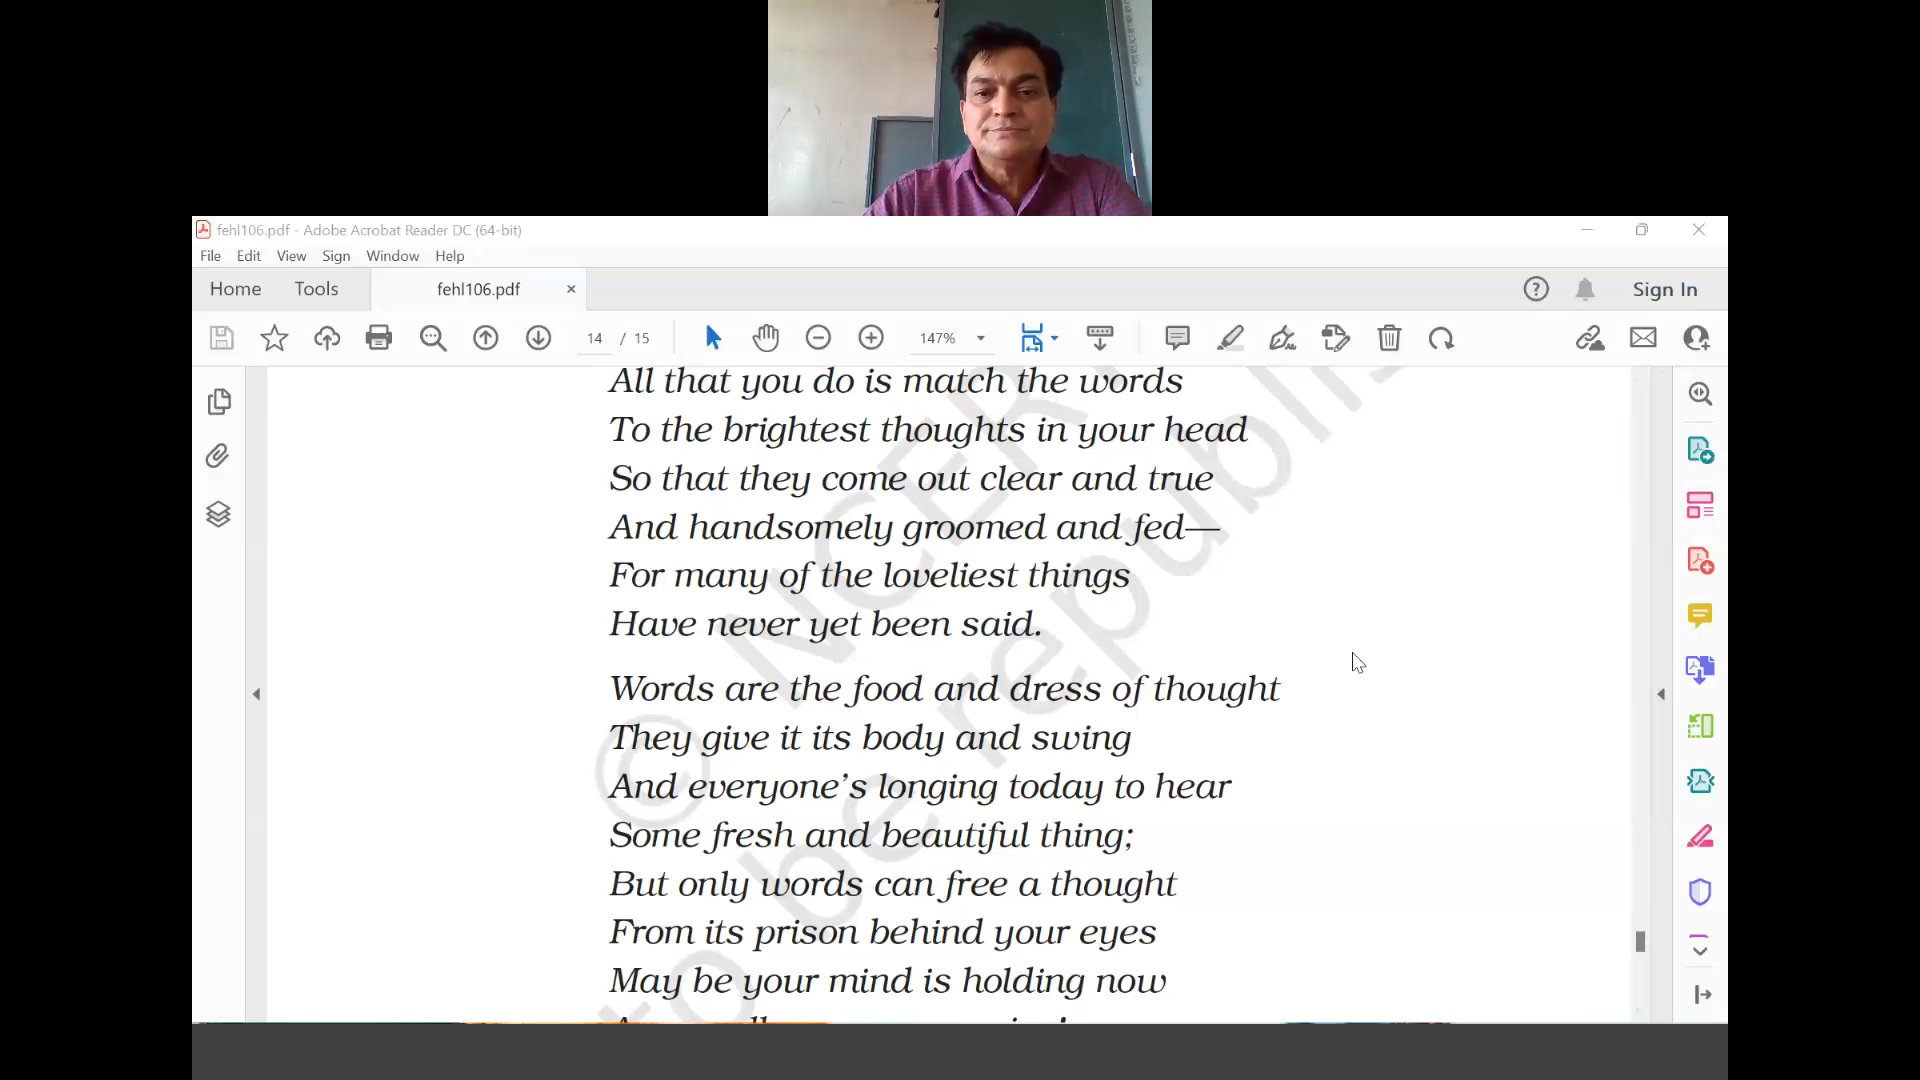 fehl106.pdf - Adobe Acrobat Reader DC (64-bit)
File Edit View Sign Window Help
Home Tools fehl106.pdf × Sign In
14 / 15 147%
All that you do is match the words
To the brightest thoughts in your head
So that they come out clear and true
And handsomely groomed and fed—
For many of the loveliest things
Have never yet been said.
Words are the food and dress of thought
They give it its body and swing
And everyone’s longing today to hear
Some fresh and beautiful thing;
But only words can free a thought
From its prison behind your eyes
May be your mind is holding now
© NCER
be republis
to